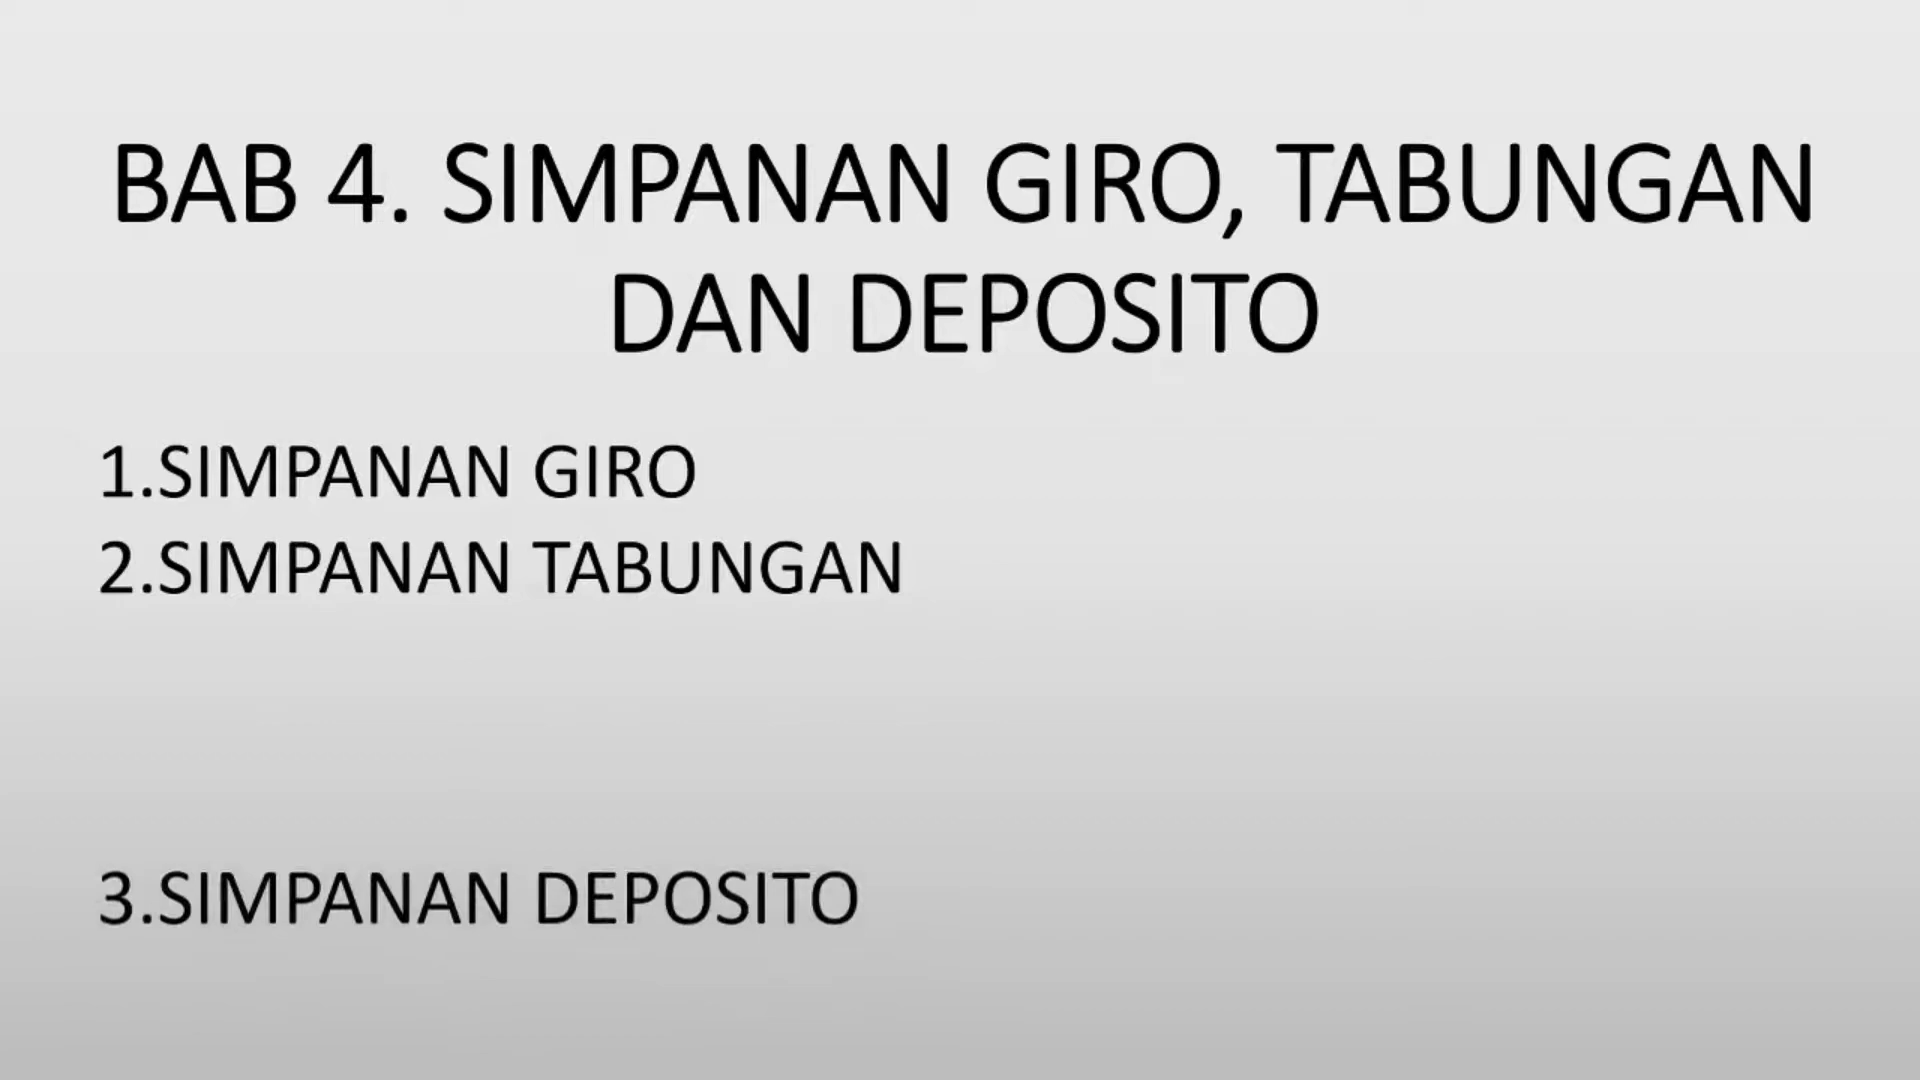 BAB 4. SIMPANAN GIRO, TABUNGAN
DAN DEPOSITO
1.SIMPANAN GIRO
2.SIMPANAN TABUNGAN
3.SIMPANAN DEPOSITO